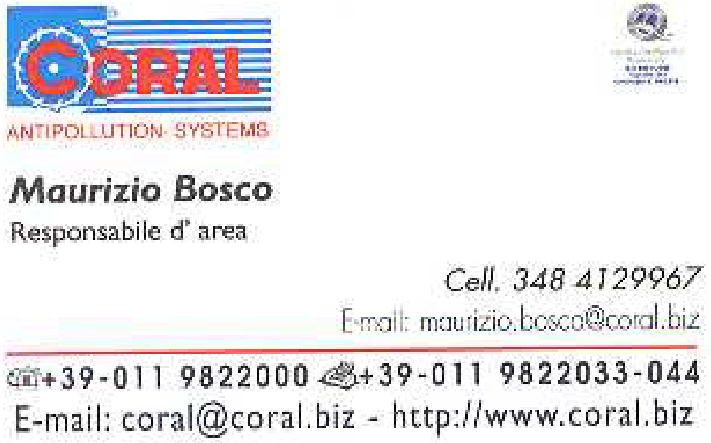 CORAL
ANTIPOLLUTION SYSTEMS
Maurizio Bosco
Responsabile d' area
Cell. 348 4129967
E-mail: maurizio.bosco@coral.biz
+39-011 9822000 +39-011 9822033-044
E-mail: coral@coral.biz - http://www.coral.biz